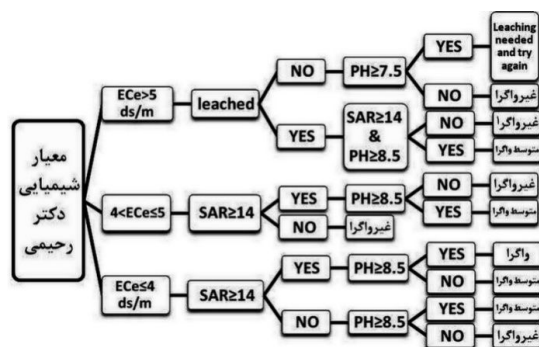 معیار
شیمیایی
دکتر
رحیمی
ECe>5
ds/m
leached
NO
PH≥7.5
YES
Leaching
needed
and try
again
NO
غیرواگرا
YES
SAR≥14
&
PH≥8.5
NO
غیرواگرا
YES
متوسط واگرا
4<ECe≤5
SAR≥14
YES
PH≥8.5
NO
غیرواگرا
YES
متوسط واگرا
NO
غیرواگرا
ECe≤4
ds/m
SAR≥14
YES
PH≥8.5
YES
واگرا
NO
متوسط واگرا
NO
PH≥8.5
YES
متوسط واگرا
NO
غیرواگرا